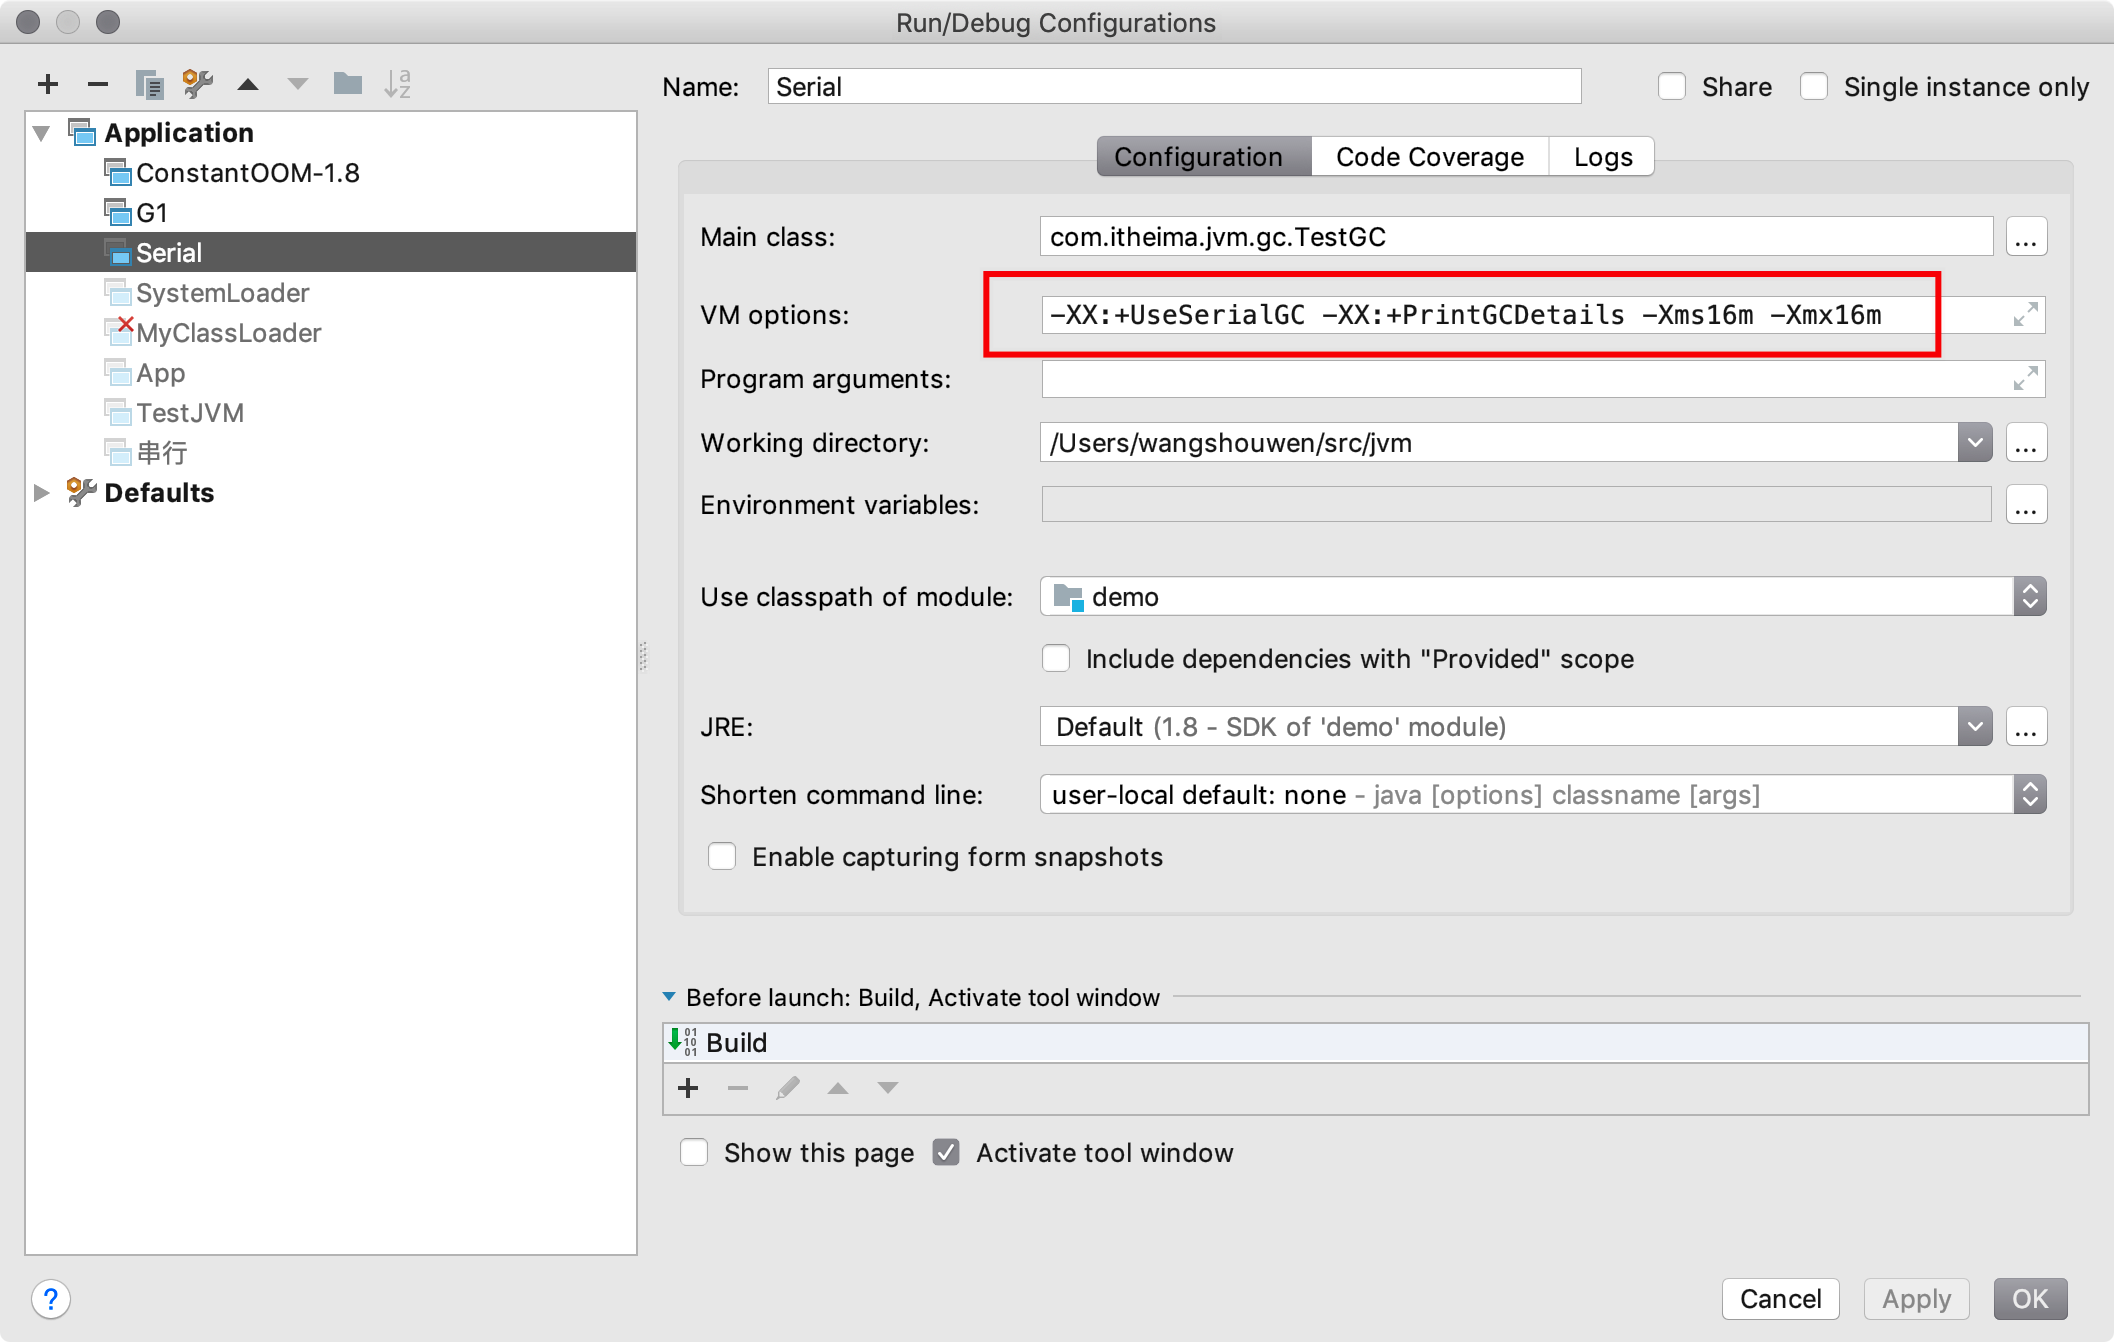 Run/Debug Configurations
Name: Serial
Share
Single instance only
Application
ConstantOOM-1.8
G1
Serial
SystemLoader
MyClassLoader
App
TestJVM
串行
Defaults
Configuration
Code Coverage
Logs
Main class: com.itheima.jvm.gc.TestGC ...
VM options: -XX:+UseSerialGC -XX:+PrintGCDetails -Xms16m -Xmx16m
Program arguments:
Working directory: /Users/wangshouwen/src/jvm ...
Environment variables: ...
Use classpath of module: demo
Include dependencies with "Provided" scope
JRE: Default (1.8 - SDK of 'demo' module) ...
Shorten command line: user-local default: none - java [options] classname [args]
Enable capturing form snapshots
Before launch: Build, Activate tool window
Build
Show this page
Activate tool window
?
Cancel
Apply
OK